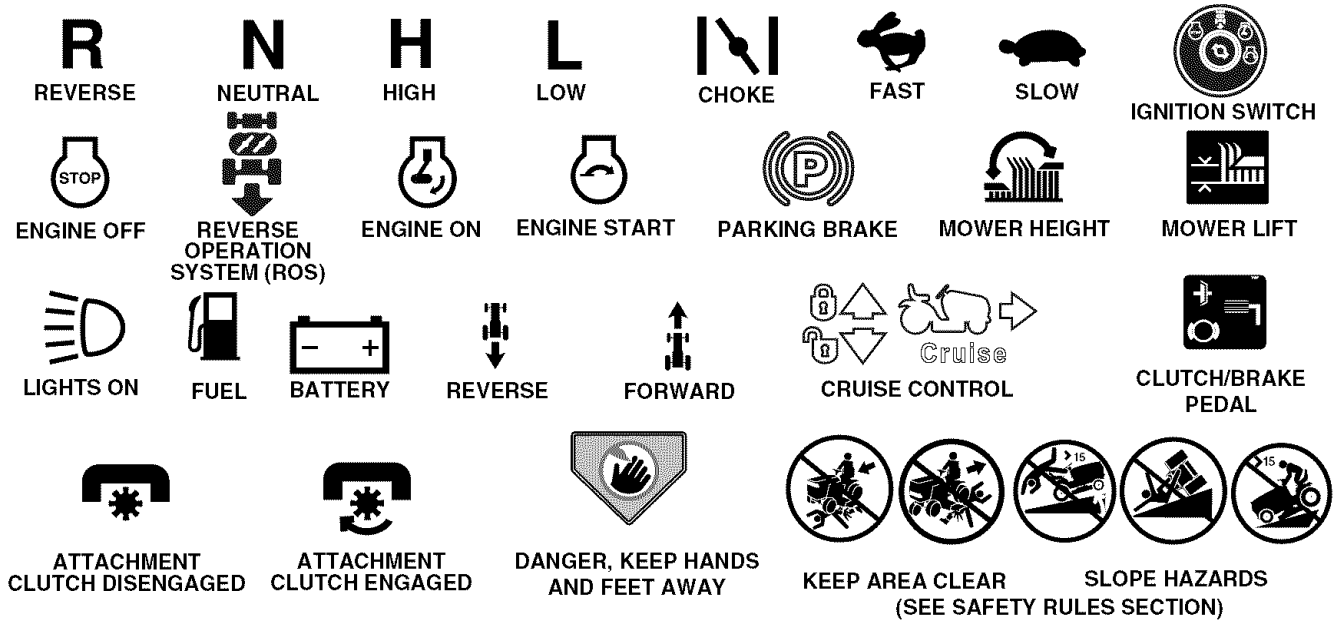 R N H L
REVERSE NEUTRAL HIGH LOW CHOKE FAST SLOW IGNITION SWITCH
STOP P
ENGINE OFF REVERSE OPERATION SYSTEM (ROS) ENGINE ON ENGINE START PARKING BRAKE MOWER HEIGHT MOWER LIFT
Cruise
LIGHTS ON FUEL BATTERY REVERSE FORWARD CRUISE CONTROL CLUTCH/BRAKE
PEDAL
15 15
ATTACHMENT
CLUTCH DISENGAGED
ATTACHMENT
CLUTCH ENGAGED
DANGER, KEEP HANDS
AND FEET AWAY
KEEP AREA CLEAR SLOPE HAZARDS
(SEE SAFETY RULES SECTION)